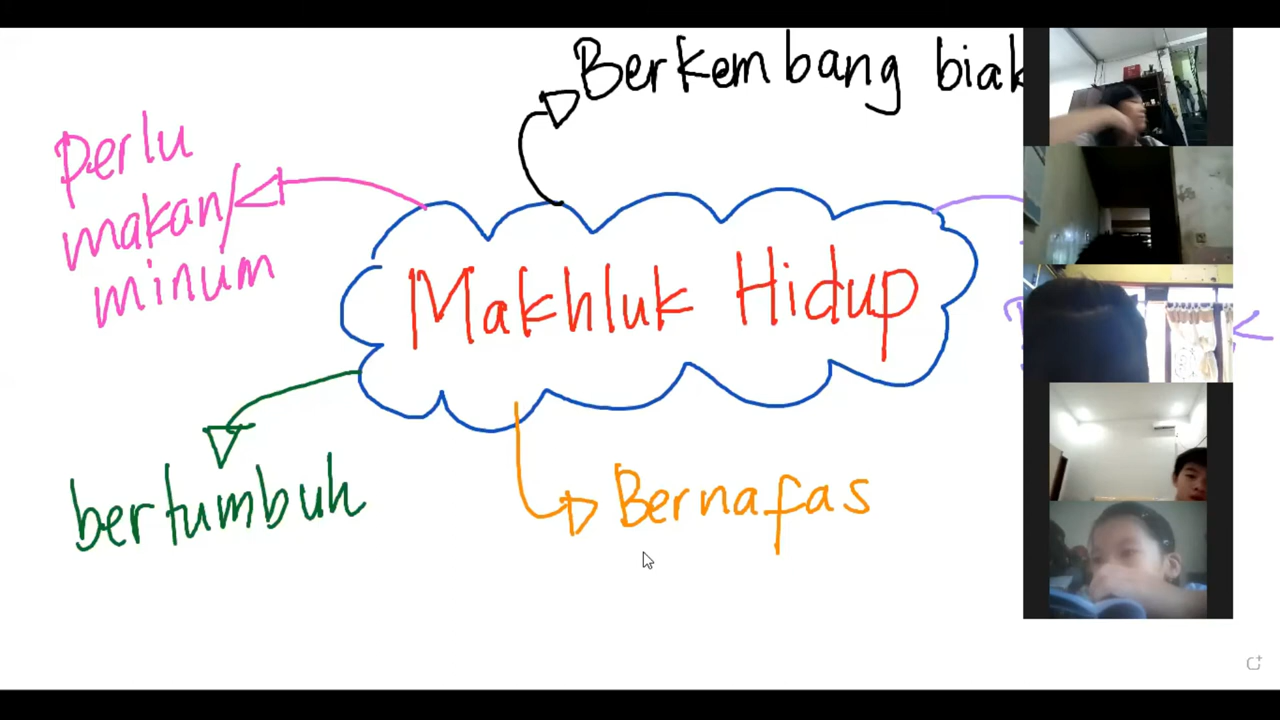 Berkembang biak
Perlu
makan/
minum
Makhluk Hidup
bertumbuh
Bernafas